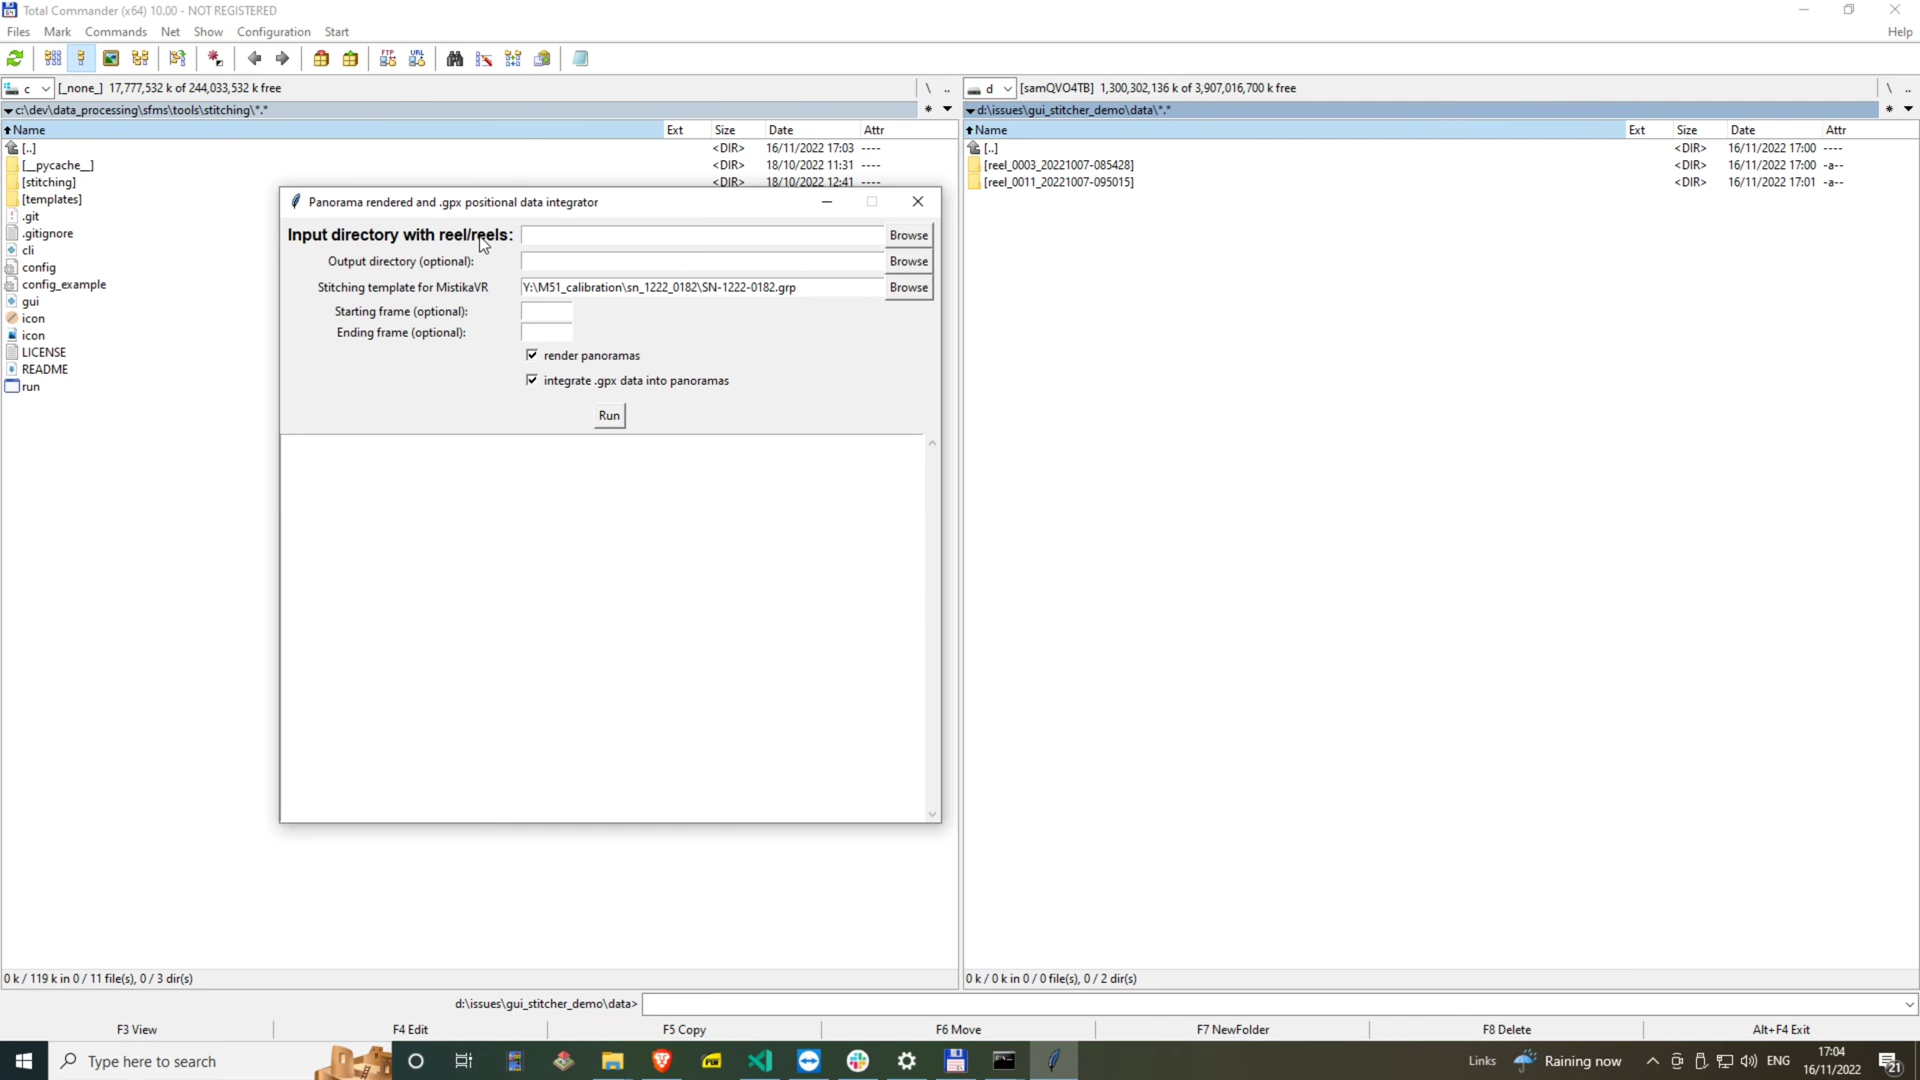 Total Commander (x64) 10.00 - NOT REGISTERED
Files Mark Commands Net Show Configuration Start Help
FTP URL
c [_none_] 17,777,532 k of 244,033,532 k free \ ..
d [samQVO4TB] 1,300,302,136 k of 3,907,016,700 k free \ ..
c:\dev\data_processing\sfms\tools\stitching\*.* *
d:\issues\gui_stitcher_demo\data\*.* *
Name Ext Size Date Attr
[..] <DIR> 16/11/2022 17:03 ----
[__pycache__] <DIR> 18/10/2022 11:31 ----
[stitching] <DIR> 18/10/2022 12:41 ----
[templates]
.git
.gitignore
cli
config
config_example
gui
icon
icon
LICENSE
README
run
Name Ext Size Date Attr
[..] <DIR> 16/11/2022 17:00 ----
[reel_0003_20221007-085428] <DIR> 16/11/2022 17:00 -a--
[reel_0011_20221007-095015] <DIR> 16/11/2022 17:01 -a--
Panorama rendered and .gpx positional data integrator
Input directory with reel/reels: Browse
Output directory (optional): Browse
Stitching template for MistikaVR Y:\M51_calibration\sn_1222_0182\SN-1222-0182.grp Browse
Starting frame (optional):
Ending frame (optional):
render panoramas
integrate .gpx data into panoramas
Run
0 k / 119 k in 0 / 11 file(s), 0 / 3 dir(s)
0 k / 0 k in 0 / 0 file(s), 0 / 2 dir(s)
d:\issues\gui_stitcher_demo\data>
F3 View F4 Edit F5 Copy F6 Move F7 NewFolder F8 Delete Alt+F4 Exit
Type here to search
Links Raining now ENG
17:04
16/11/2022
21